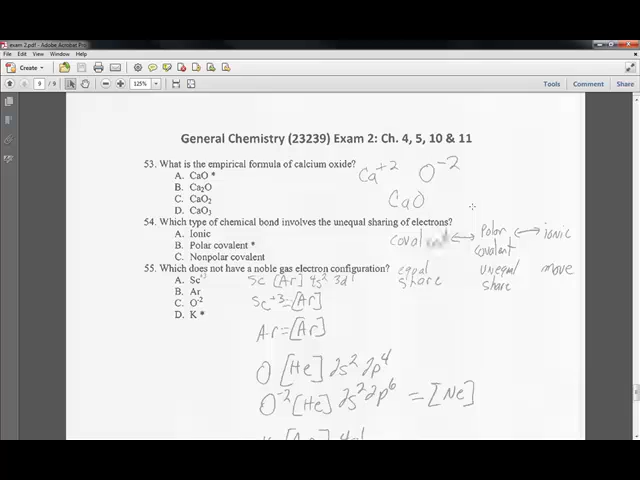 exam 2.pdf - Adobe Acrobat Pro
File Edit View Window Help
Create
9 / 9 125% Tools Comment Share
General Chemistry (23239) Exam 2: Ch. 4, 5, 10 & 11
53. What is the empirical formula of calcium oxide? Ca+2 O-2
A. CaO *
B. Ca2O
C. CaO2 CaO
D. CaO3
54. Which type of chemical bond involves the unequal sharing of electrons?
A. Ionic
B. Polar covalent *
C. Nonpolar covalent
covalent ↔ Polar covalent ↔ ionic
equal share unequal share move
55. Which does not have a noble gas electron configuration?
A. Sc+3 Sc [Ar] 4s2 3d1
B. Ar Sc+3 = [Ar]
C. O-2
D. K * Ar = [Ar]
O [He] 2s2 2p4
O-2 [He] 2s2 2p6 = [Ne]